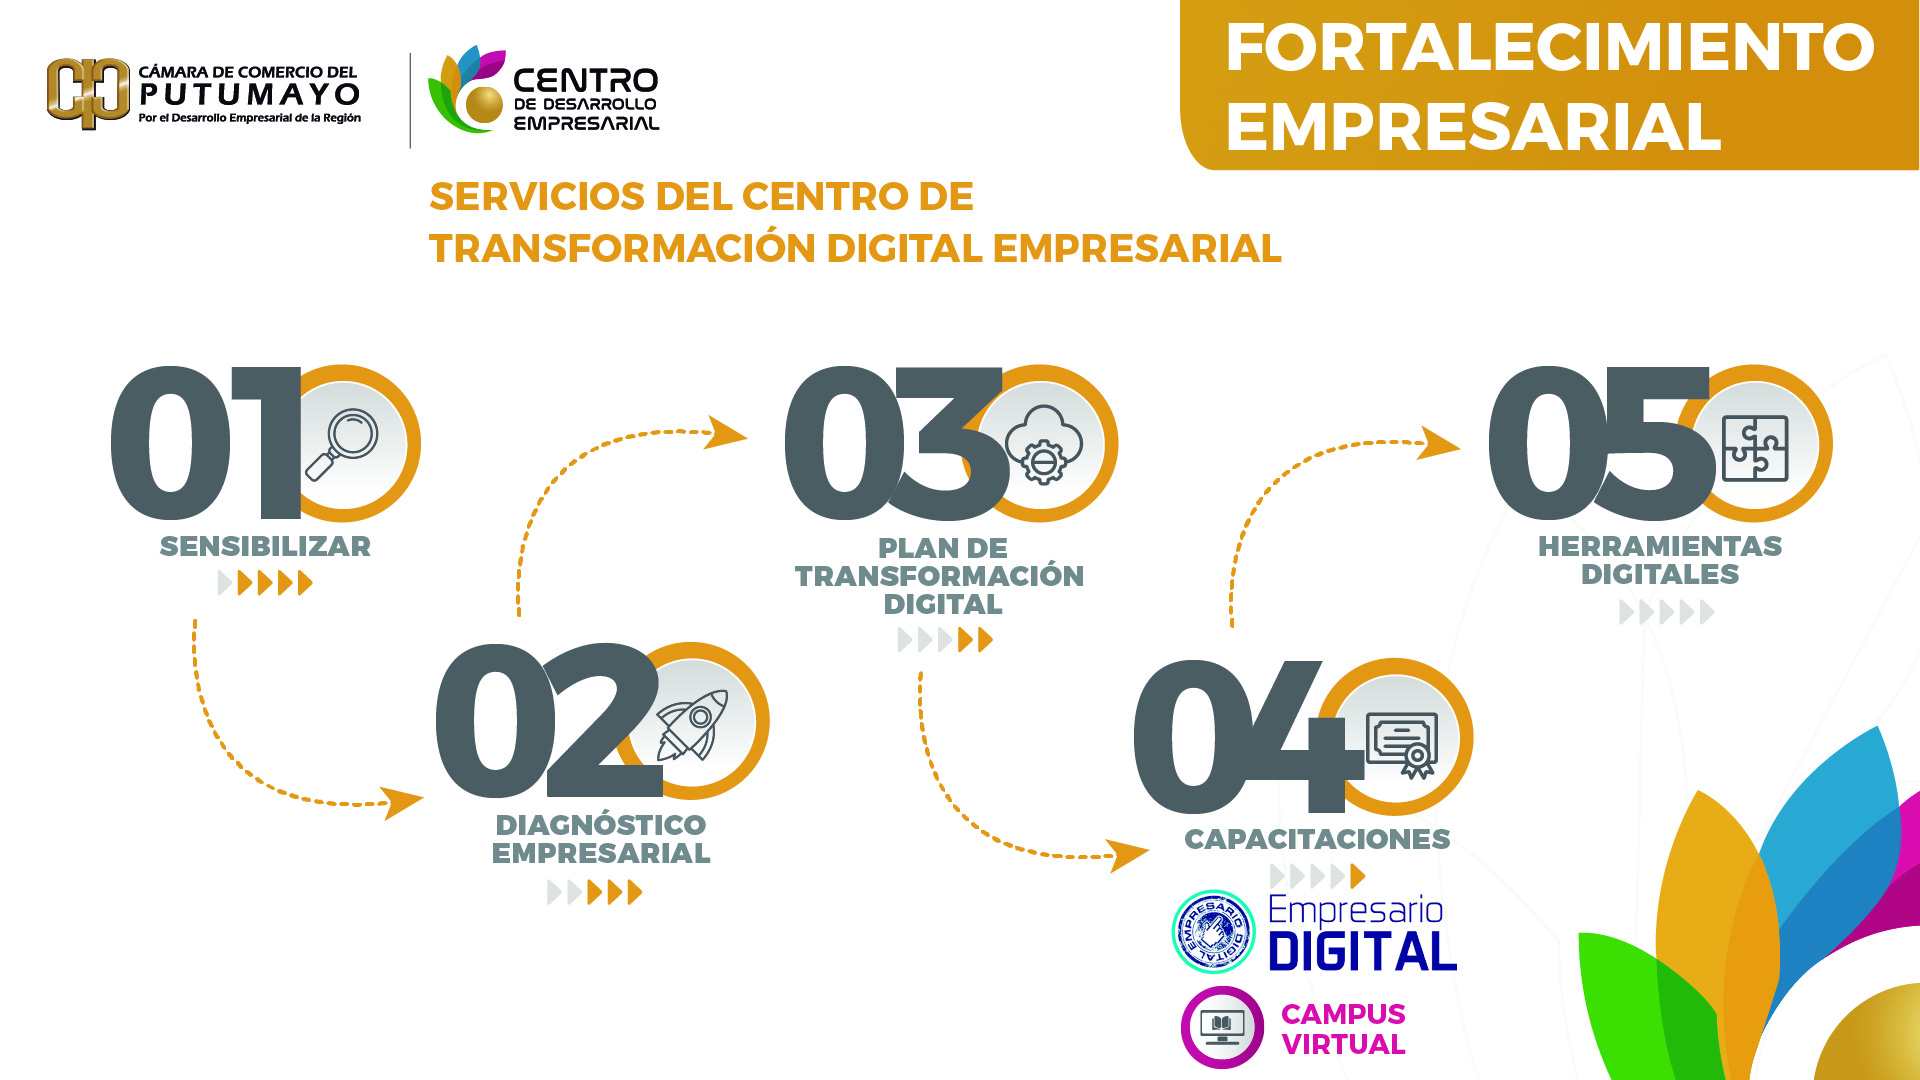 CÁMARA DE COMERCIO DEL
PUTUMAYO
Por el Desarrollo Empresarial de la Región
CENTRO
DE DESARROLLO
EMPRESARIAL
FORTALECIMIENTO
EMPRESARIAL
SERVICIOS DEL CENTRO DE
TRANSFORMACIÓN DIGITAL EMPRESARIAL
01
SENSIBILIZAR
02
DIAGNÓSTICO
EMPRESARIAL
03
PLAN DE
TRANSFORMACIÓN
DIGITAL
04
CAPACITACIONES
EMPRESARIO DIGITAL
EMPRESARIO DIGITAL
Empresario
DIGITAL
CAMPUS
VIRTUAL
05
HERRAMIENTAS
DIGITALES